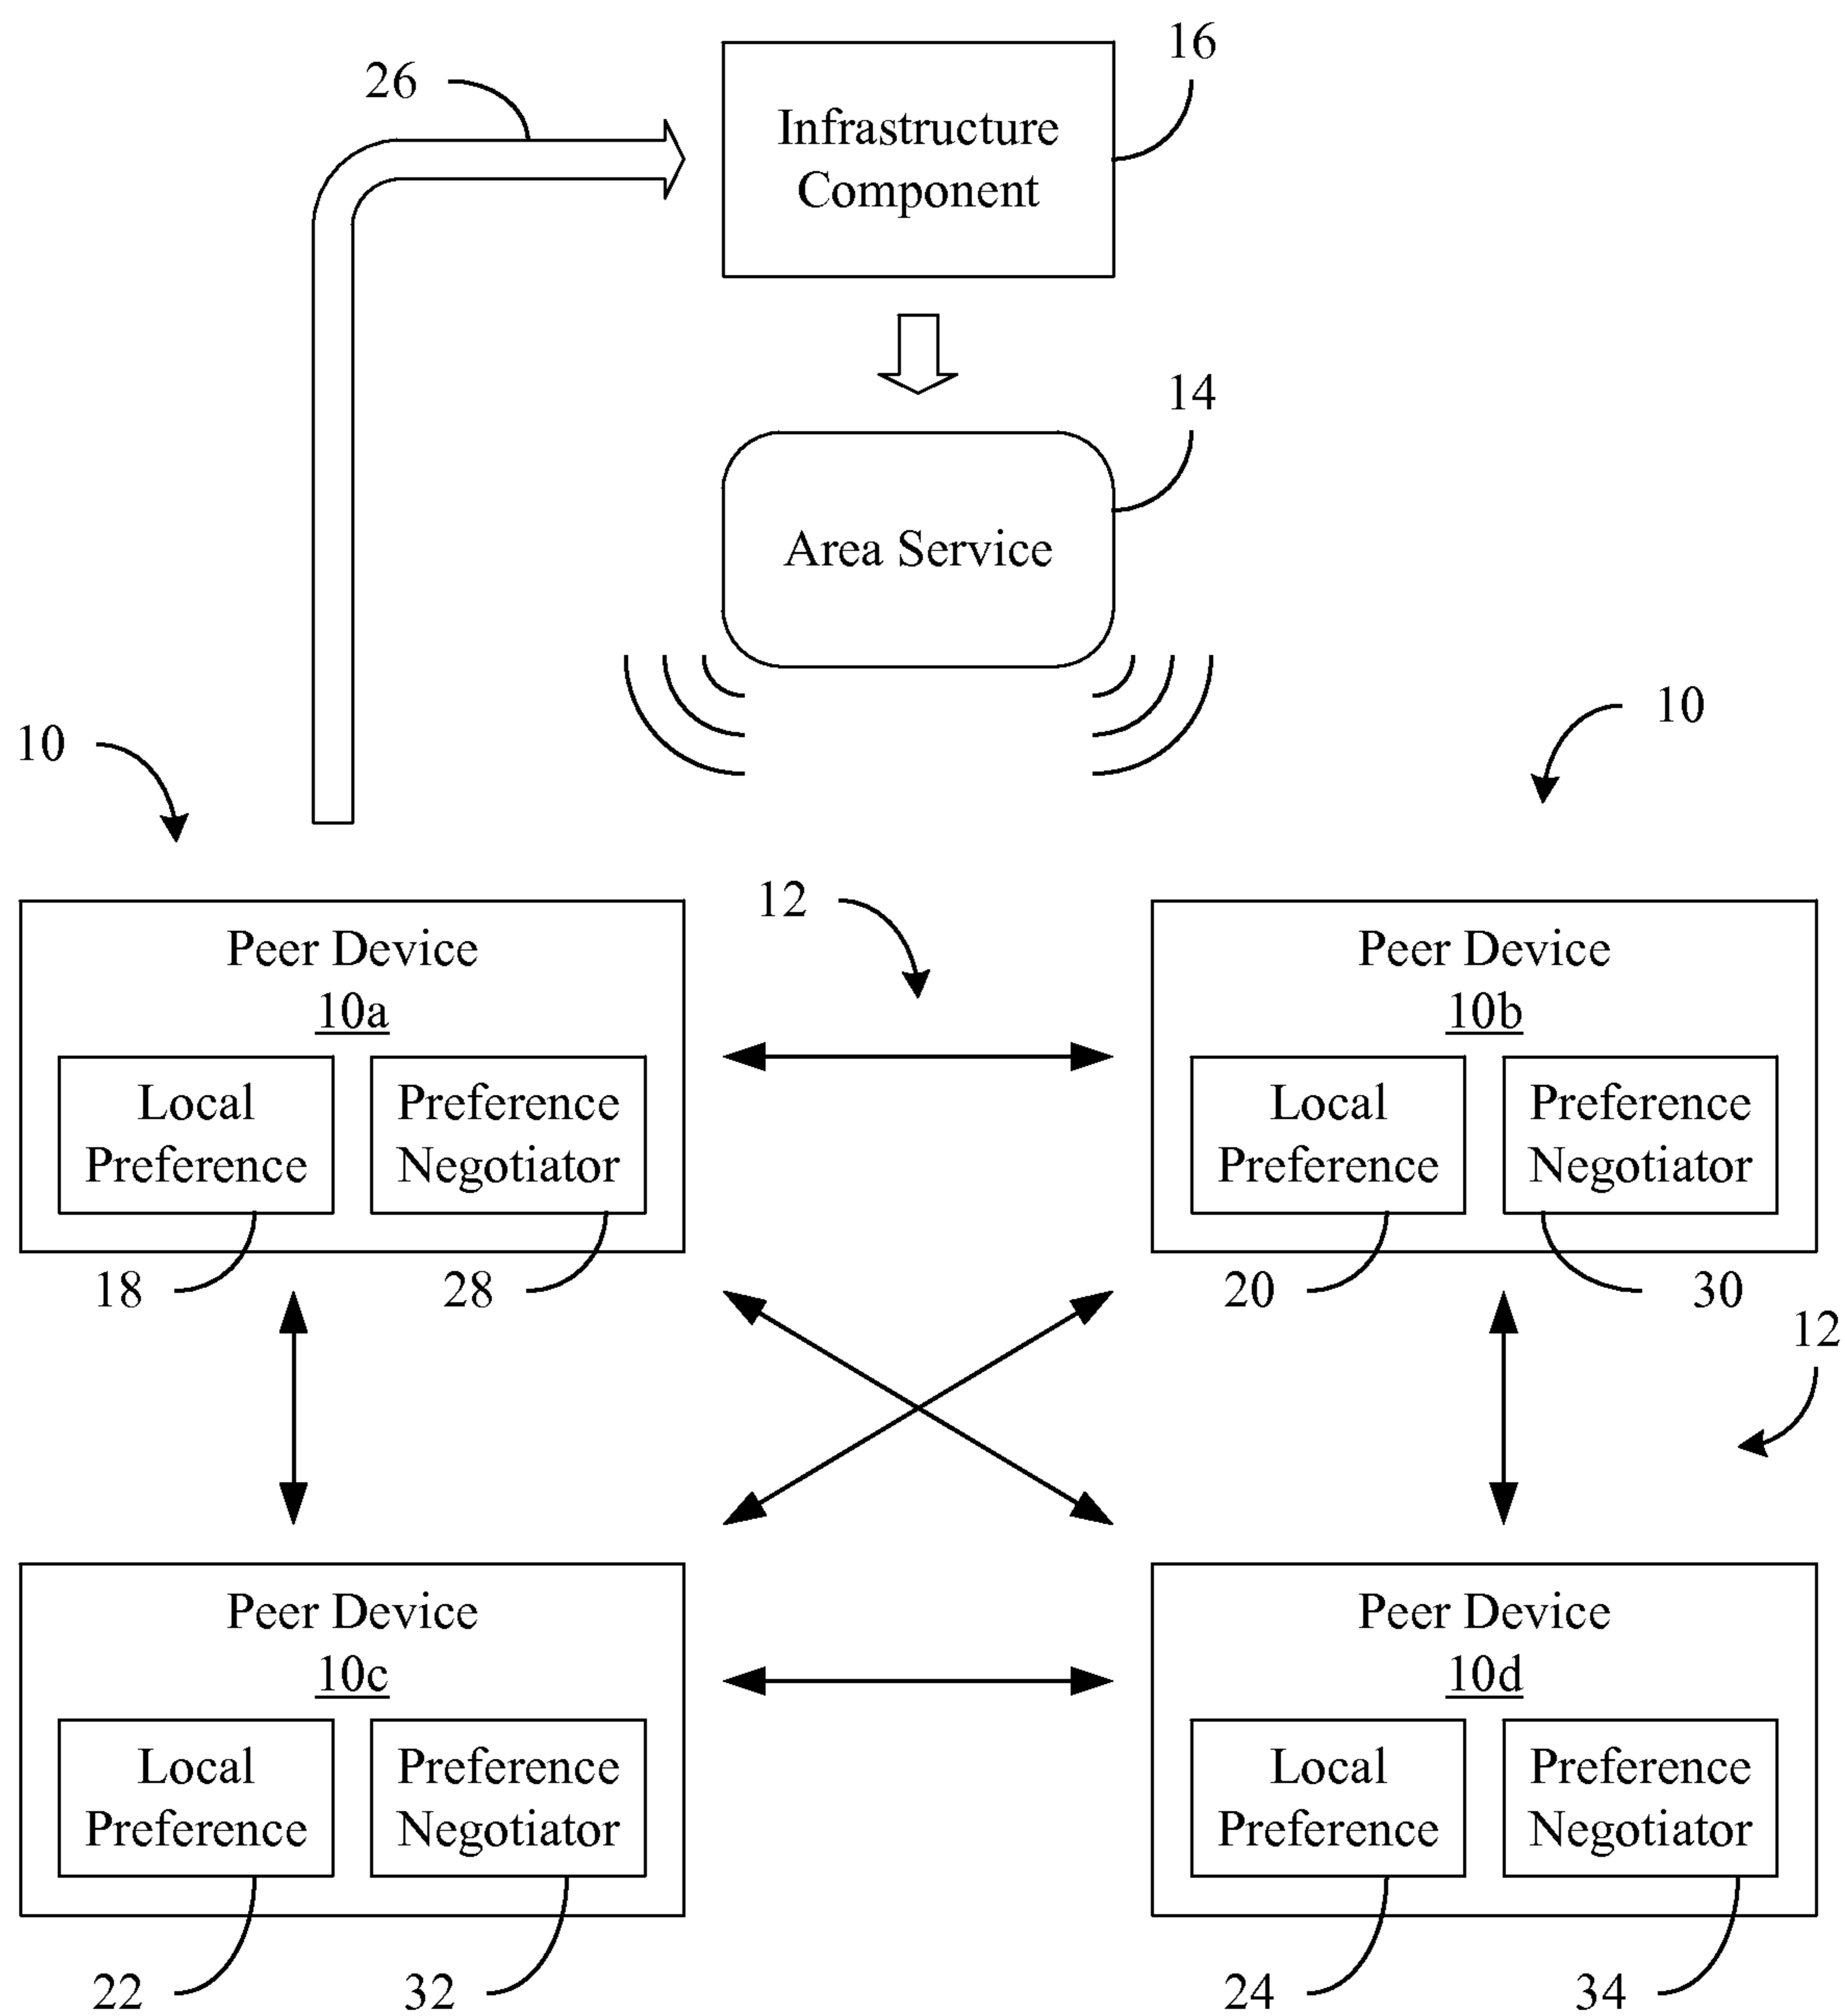 16
26
Infrastructure
Component
14
Area Service
10
10
12
Peer Device
10a
Local
Preference
Preference
Negotiator
18
28
Peer Device
10b
Local
Preference
Preference
Negotiator
20
30
12
Peer Device
10c
Local
Preference
Preference
Negotiator
22
32
Peer Device
10d
Local
Preference
Preference
Negotiator
24
34